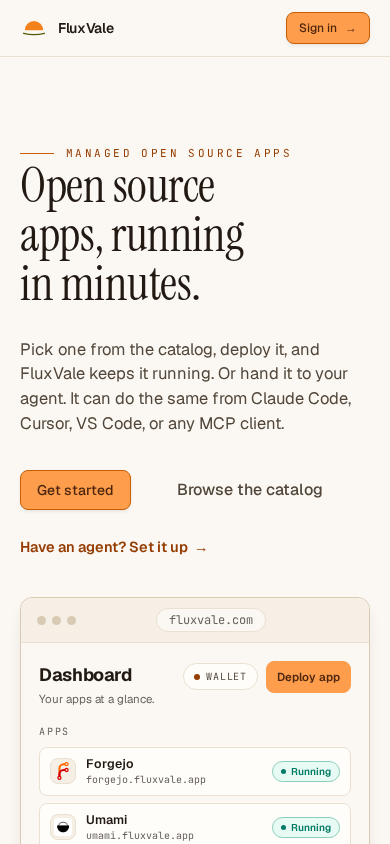 FluxVale
Sign in →
MANAGED OPEN SOURCE APPS
Open source
apps, running
in minutes.
Pick one from the catalog, deploy it, and
FluxVale keeps it running. Or hand it to your
agent. It can do the same from Claude Code,
Cursor, VS Code, or any MCP client.
Get started
Browse the catalog
Have an agent? Set it up →
fluxvale.com
Dashboard
WALLET
Deploy app
Your apps at a glance.
APPS
Forgejo
forgejo.fluxvale.app
Running
Umami
umami.fluxvale.app
Running